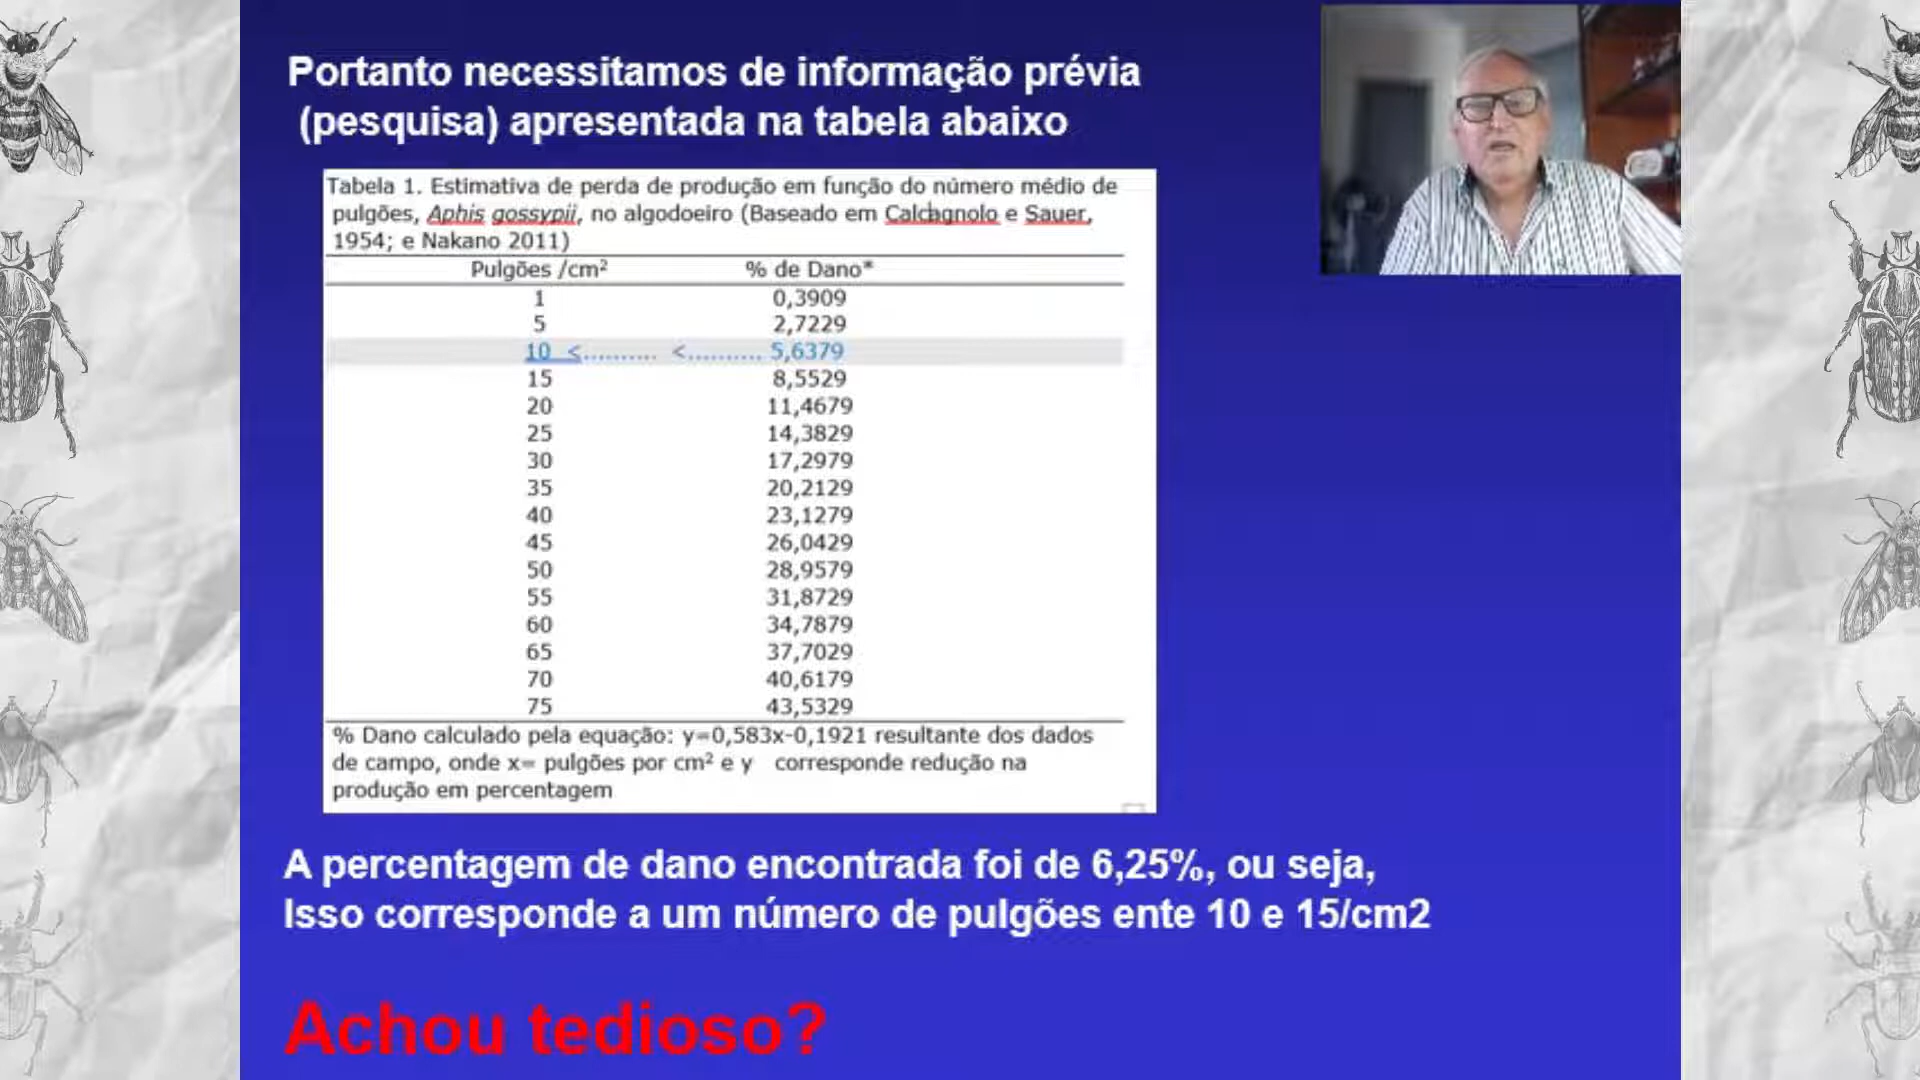 Portanto necessitamos de informação prévia
(pesquisa) apresentada na tabela abaixo
Tabela 1. Estimativa de perda de produção em função do número médio de
pulgões, Aphis gossypii, no algodoeiro (Baseado em Calcagnolo e Sauer,
1954; e Nakano 2011)
Pulgões /cm² % de Dano*
1 0,3909
5 2,7229
10 <.......... <.......... 5,6379
15 8,5529
20 11,4679
25 14,3829
30 17,2979
35 20,2129
40 23,1279
45 26,0429
50 28,9579
55 31,8729
60 34,7879
65 37,7029
70 40,6179
75 43,5329
% Dano calculado pela equação: y=0,583x-0,1921 resultante dos dados
de campo, onde x= pulgões por cm² e y corresponde redução na
produção em percentagem
A percentagem de dano encontrada foi de 6,25%, ou seja,
Isso corresponde a um número de pulgões ente 10 e 15/cm2
Achou tedioso?